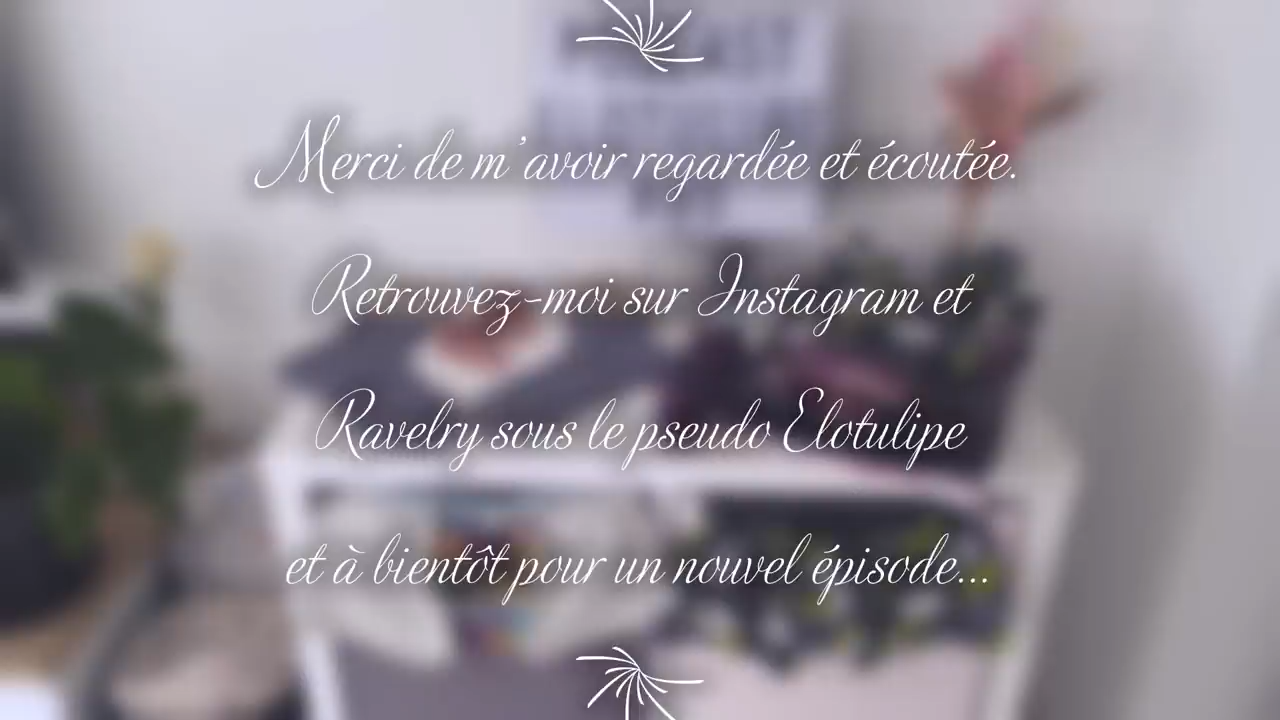 Merci de m'avoir regardée et écoutée.
Retrouvez-moi sur Instagram et
Ravelry sous le pseudo Elotulipe
et à bientôt pour un nouvel épisode...